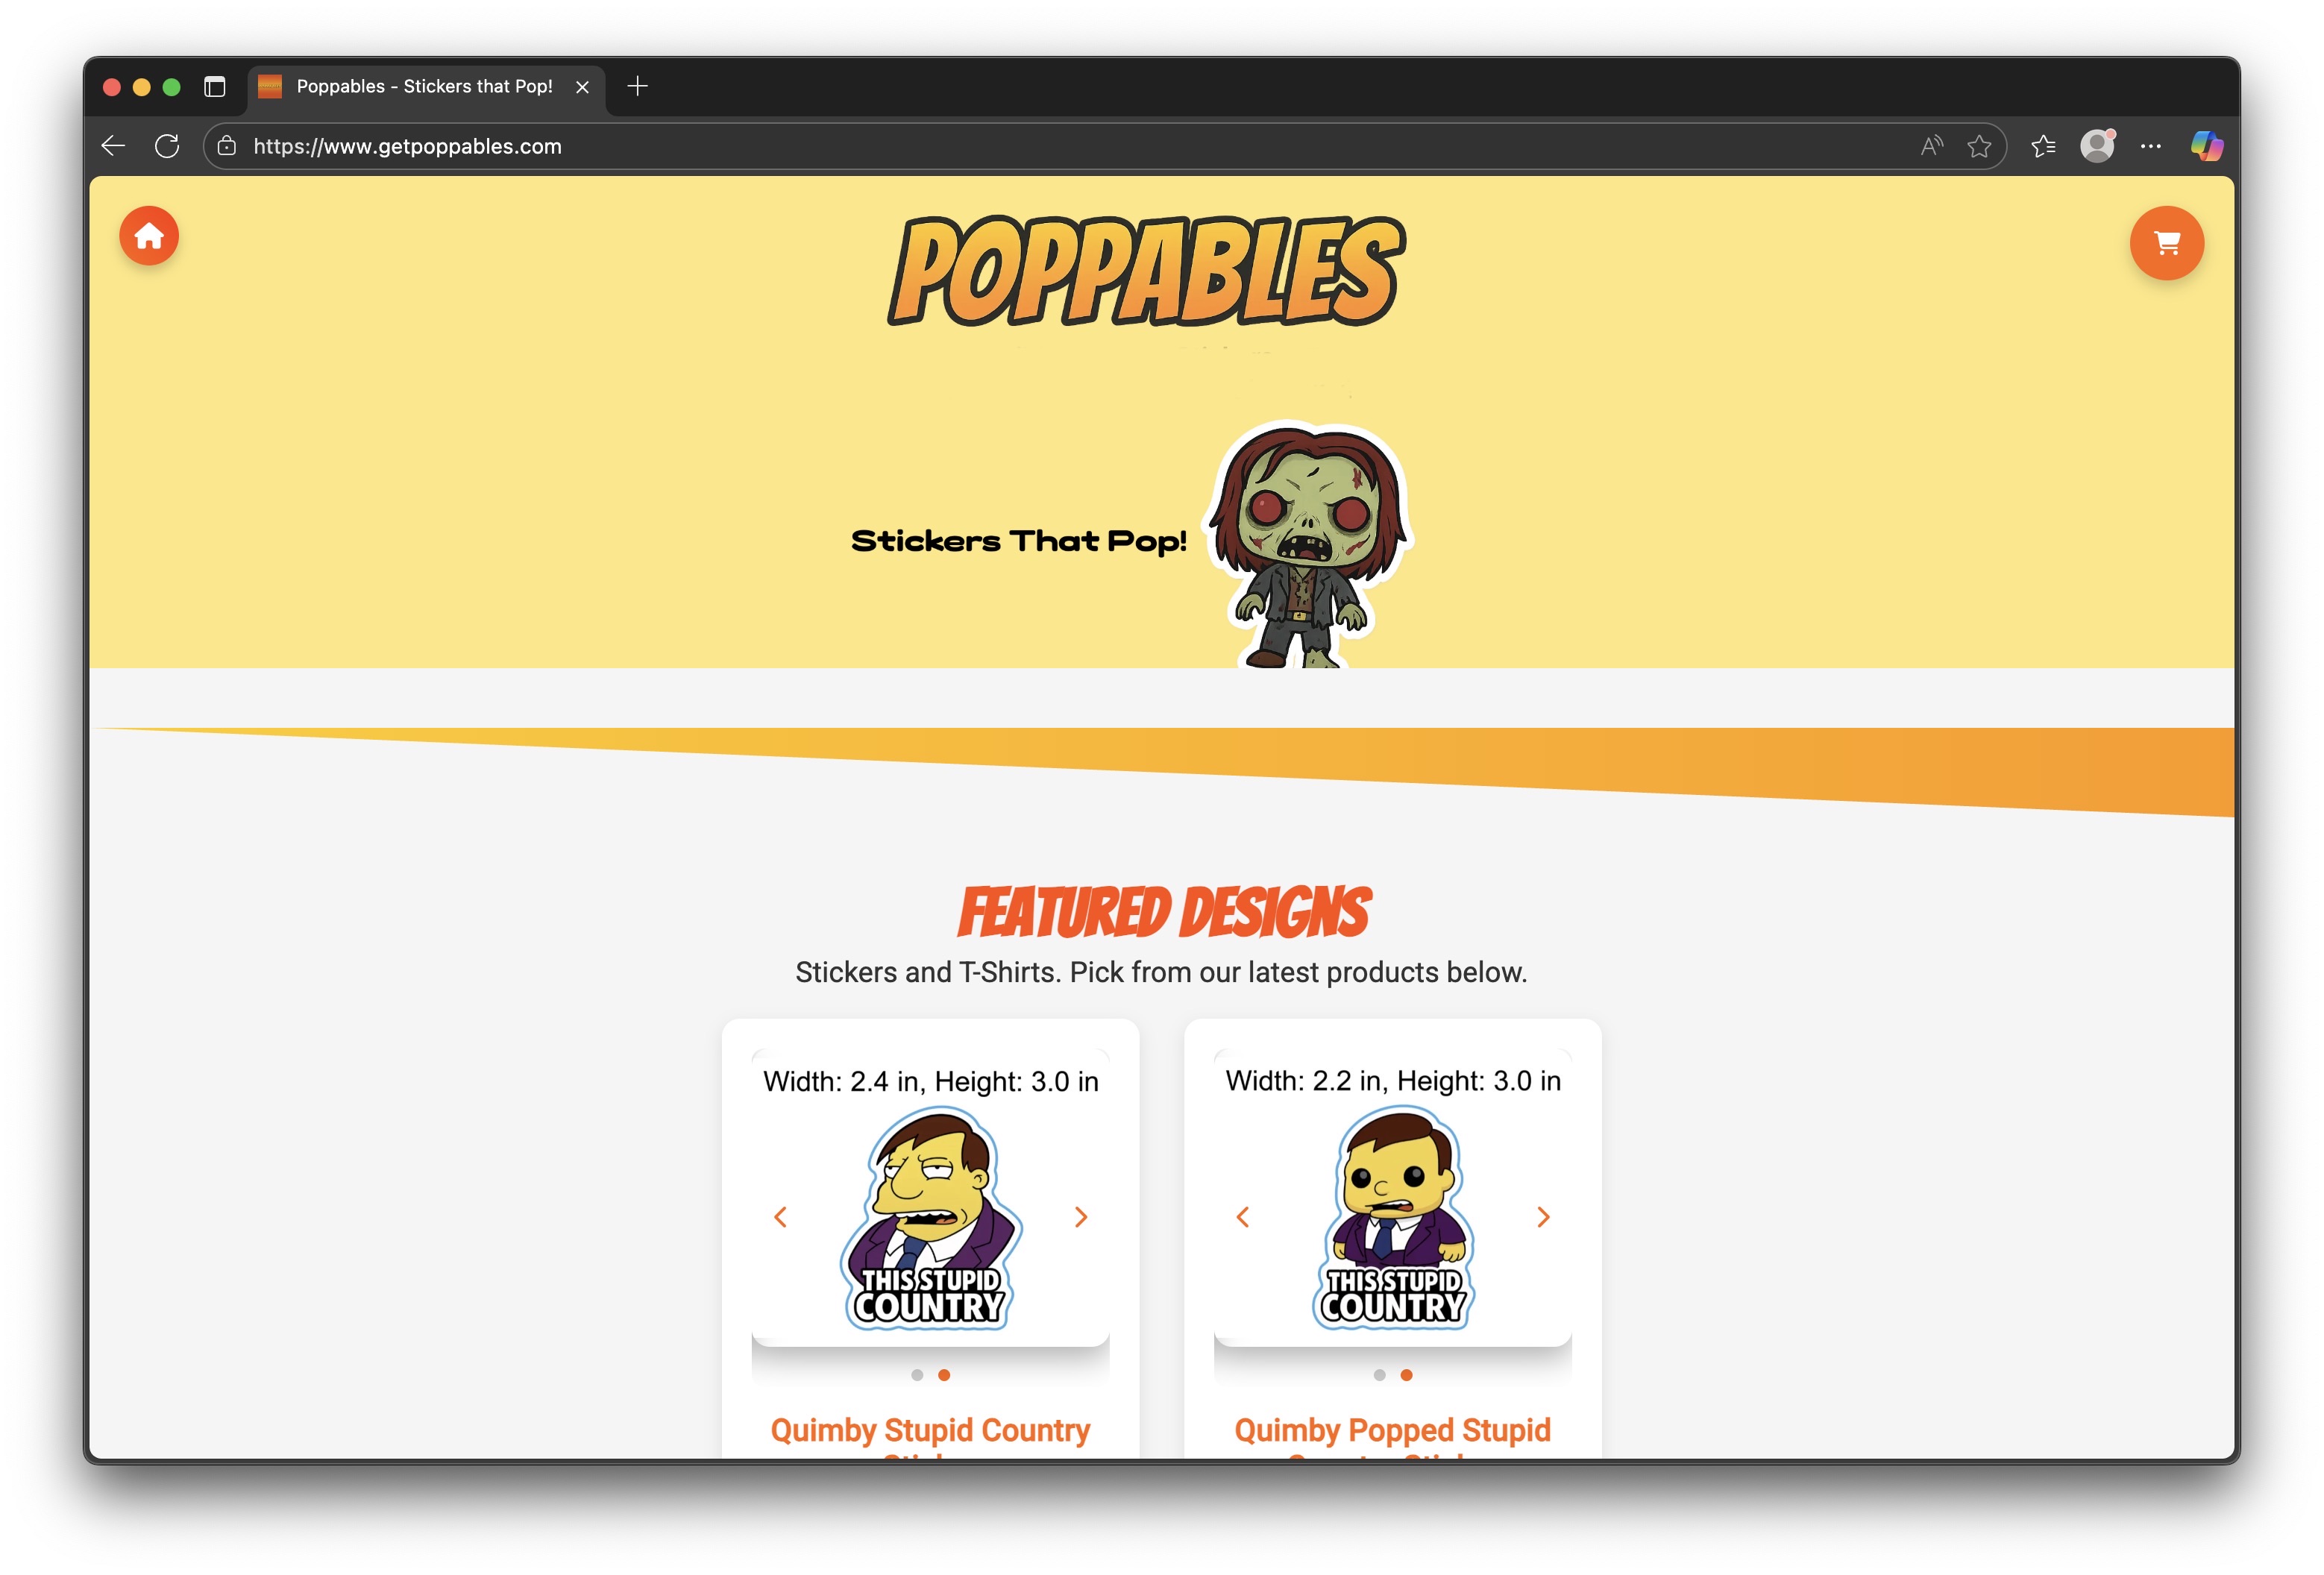 Poppables - Stickers that Pop!
https://www.getpoppables.com
POPPABLES
Stickers That Pop!
FEATURED DESIGNS
Stickers and T-Shirts. Pick from our latest products below.
Width: 2.4 in, Height: 3.0 in
THIS STUPID
COUNTRY
Quimby Stupid Country
Width: 2.2 in, Height: 3.0 in
THIS STUPID
COUNTRY
Quimby Popped Stupid